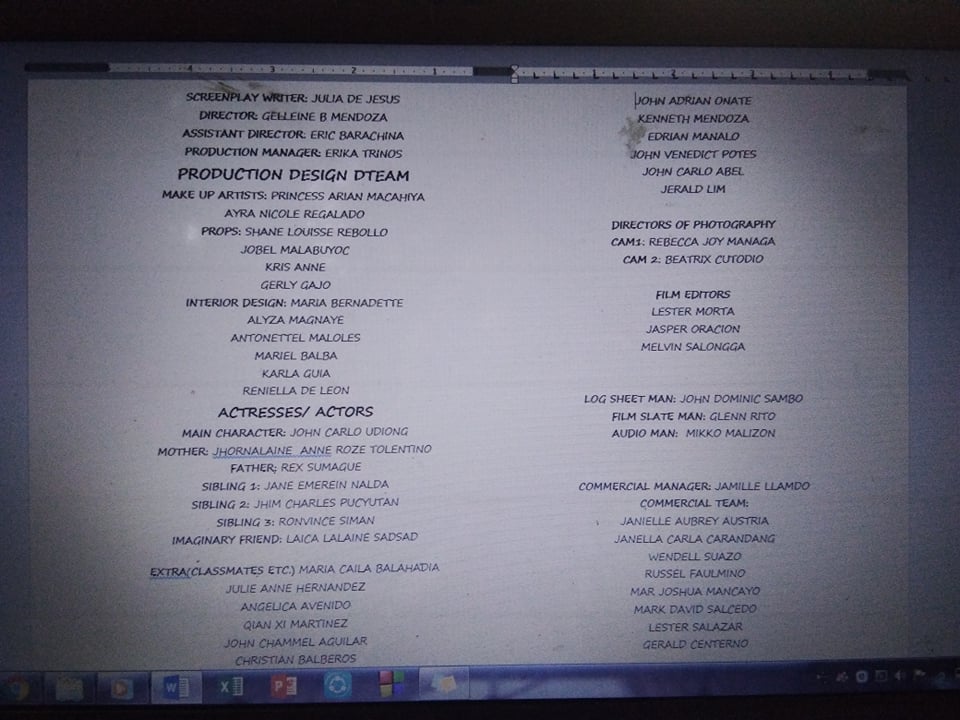 SCREENPLAY WRITER: JULIA DE JESUS
DIRECTOR: GELLEINE B MENDOZA
ASSISTANT DIRECTOR: ERIC BARACHINA
PRODUCTION MANAGER: ERIKA TRINOS
PRODUCTION DESIGN DTEAM
MAKE UP ARTISTS: PRINCESS ARIAN MACAHIYA
AYRA NICOLE REGALADO
PROPS: SHANE LOUISSE REBOLLO
JOBEL MALABUYOC
KRIS ANNE
GERLY GAJO
INTERIOR DESIGN: MARIA BERNADETTE
ALYZA MAGNAYE
ANTONETTEL MALOLES
MARIEL BALBA
KARLA GUIA
RENIELLA DE LEON
ACTRESSES/ ACTORS
MAIN CHARACTER: JOHN CARLO UDIONG
MOTHER: JHORNALAINE ANNE ROZE TOLENTINO
FATHER; REX SUMAGUE
SIBLING 1: JANE EMEREIN NALDA
SIBLING 2: JHIM CHARLES PUCYUTAN
SIBLING 3: RONVINCE SIMAN
IMAGINARY FRIEND: LAICA LALAINE SADSAD
EXTRA(CLASSMATES ETC.) MARIA CAILA BALAHADIA
JULIE ANNE HERNANDEZ
ANGELICA AVENIDO
QIAN XI MARTINEZ
JOHN CHAMMEL AGUILAR
CHRISTIAN BALBEROS
JOHN ADRIAN ONATE
KENNETH MENDOZA
EDRIAN MANALO
JOHN VENEDICT POTES
JOHN CARLO ABEL
JERALD LIM
DIRECTORS OF PHOTOGRAPHY
CAM1: REBECCA JOY MANAGA
CAM 2: BEATRIX CUTODIO
FILM EDITORS
LESTER MORTA
JASPER ORACION
MELVIN SALONGGA
LOG SHEET MAN: JOHN DOMINIC SAMBO
FILM SLATE MAN: GLENN RITO
AUDIO MAN: MIKKO MALIZON
COMMERCIAL MANAGER: JAMILLE LLAMDO
COMMERCIAL TEAM:
JANIELLE AUBREY AUSTRIA
JANELLA CARLA CARANDANG
WENDELL SUAZO
RUSSEL FAULMINO
MAR JOSHUA MANCAYO
MARK DAVID SALCEDO
LESTER SALAZAR
GERALD CENTERNO